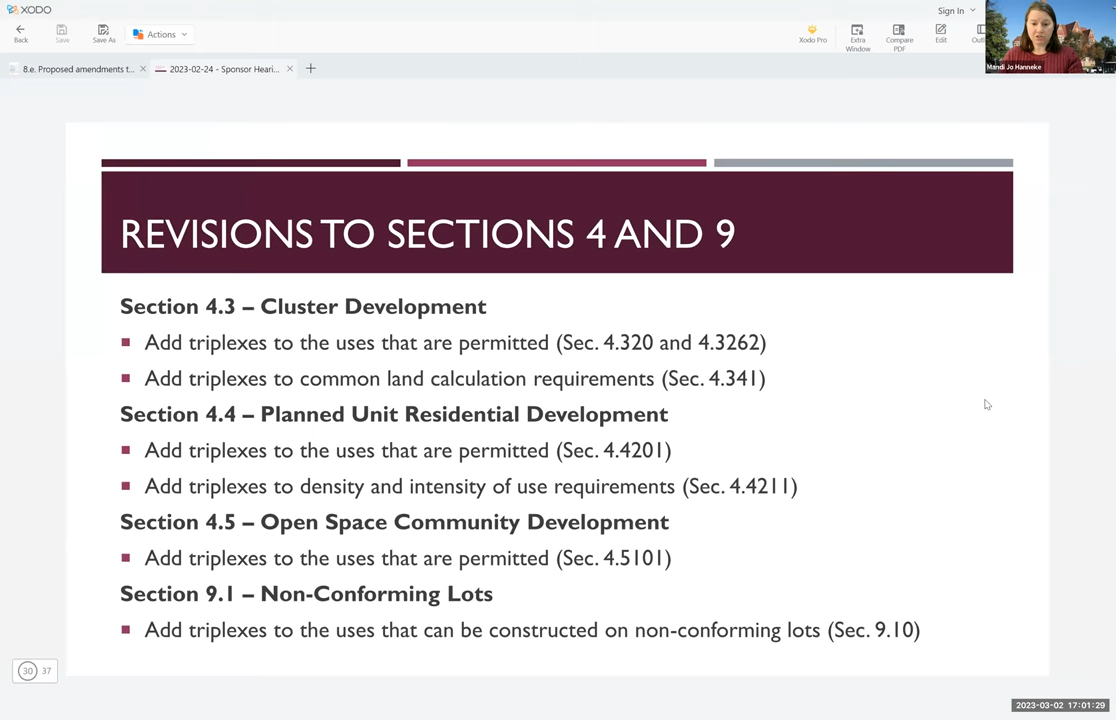 XODO
Sign In
Back
Save
Save As
Actions
Xodo Pro
Extra Window
Compare PDF
Edit
Mandi Jo Hanneke
8.e. Proposed amendments t...
2023-02-24 - Sponsor Heari...
REVISIONS TO SECTIONS 4 AND 9
Section 4.3 – Cluster Development
Add triplexes to the uses that are permitted (Sec. 4.320 and 4.3262)
Add triplexes to common land calculation requirements (Sec. 4.341)
Section 4.4 – Planned Unit Residential Development
Add triplexes to the uses that are permitted (Sec. 4.4201)
Add triplexes to density and intensity of use requirements (Sec. 4.4211)
Section 4.5 – Open Space Community Development
Add triplexes to the uses that are permitted (Sec. 4.5101)
Section 9.1 – Non-Conforming Lots
Add triplexes to the uses that can be constructed on non-conforming lots (Sec. 9.10)
30 37
2023-03-02 17:01:29